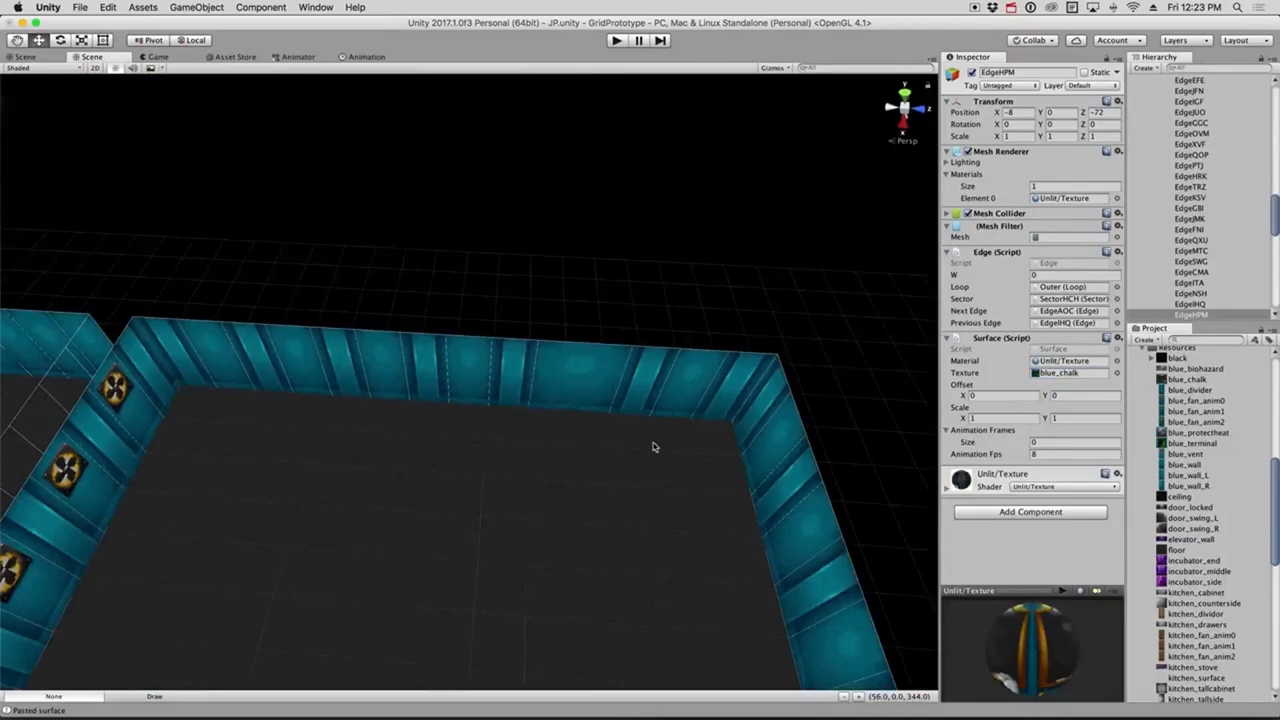 Unity File Edit Assets GameObject Component Window Help
Fri 12:23 PM
Unity 2017.1.0f3 Personal (64bit) - JP.unity - GridPrototype - PC, Mac & Linux Standalone (Personal) <OpenGL 4.1>
Pivot Local Collab Account Layers Layout
Scene Scene Game Asset Store Animator Animation
Shaded 2D Gizmos All
y z x
Persp
None Draw (56.0, 0.0, 344.0)
Pasted surface
Inspector
EdgeHPM Static
Tag Untagged Layer Default
Transform
Position X -8 Y 0 Z -72
Rotation X 0 Y 0 Z 0
Scale X 1 Y 1 Z 1
Mesh Renderer
Lighting
Materials
Size 1
Element 0 Unlit/Texture
Mesh Collider
(Mesh Filter)
Mesh
Edge (Script)
Script Edge
W 0
Loop Outer (Loop)
Sector SectorHCH (Sector)
Next Edge EdgeAOC (Edge)
Previous Edge EdgeIHQ (Edge)
Surface (Script)
Script Surface
Material Unlit/Texture
Texture blue_chalk
Offset
X 0 Y 0
Scale
X 1 Y 1
Animation Frames
Size 0
Animation Fps 8
Unlit/Texture
Shader Unlit/Texture
Add Component
Unlit/Texture
Hierarchy
Create All
EdgeEFE
EdgeJFN
EdgeIGF
EdgeJUO
EdgeGGC
EdgeOVM
EdgeXVF
EdgeQOP
EdgePTJ
EdgeHRK
EdgeTRZ
EdgeKSV
EdgeGBI
EdgeJMK
EdgeFNI
EdgeQXU
EdgeMTC
EdgeSWG
EdgeCMA
EdgeITA
EdgeNSH
EdgeIHQ
EdgeHPM
Project
Create
Resources
black
blue_biohazard
blue_chalk
blue_divider
blue_fan_anim0
blue_fan_anim1
blue_fan_anim2
blue_protectheat
blue_terminal
blue_vent
blue_wall
blue_wall_L
blue_wall_R
ceiling
door_locked
door_swing_L
door_swing_R
elevator_wall
floor
incubator_end
incubator_middle
incubator_side
kitchen_cabinet
kitchen_counterside
kitchen_dividor
kitchen_drawers
kitchen_fan_anim0
kitchen_fan_anim1
kitchen_fan_anim2
kitchen_stove
kitchen_surface
kitchen_tallcabinet
kitchen_tallside